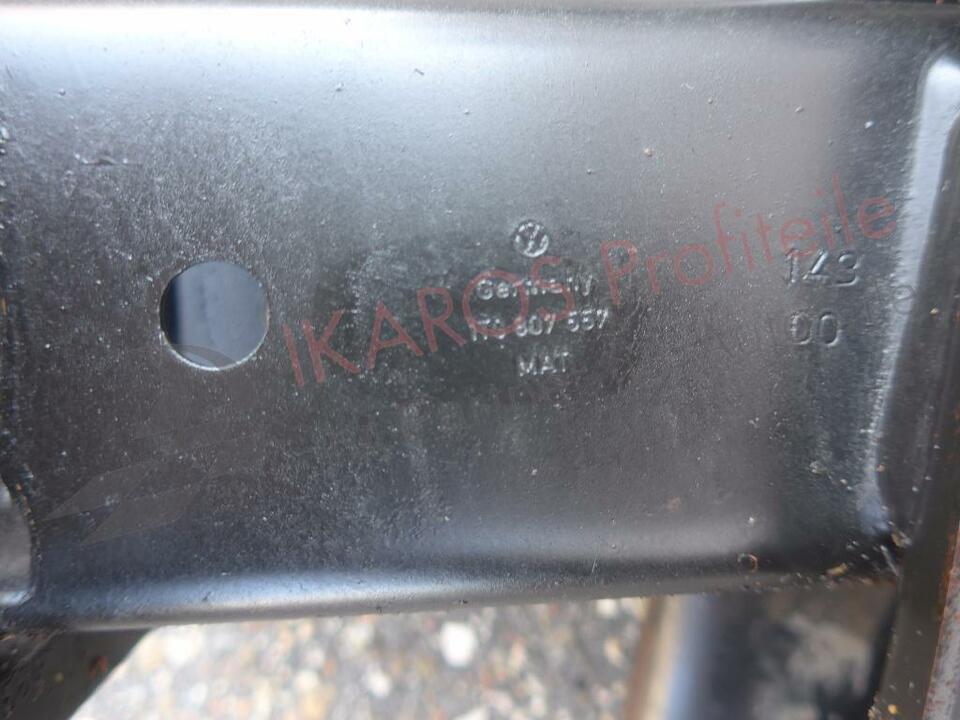 IKAROS Profiteile
Germany
807 557
MAT
143
00